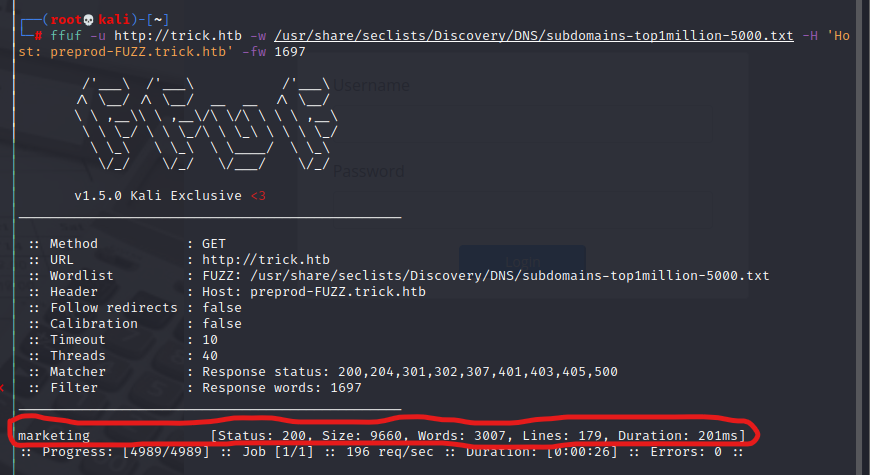 ┌──(root💀kali)-[~]
└─# ffuf -u http://trick.htb -w /usr/share/seclists/Discovery/DNS/subdomains-top1million-5000.txt -H 'Ho
st: preprod-FUZZ.trick.htb' -fw 1697
Username
Password
v1.5.0 Kali Exclusive <3
Login
:: Method           : GET
:: URL              : http://trick.htb
:: Wordlist         : FUZZ: /usr/share/seclists/Discovery/DNS/subdomains-top1million-5000.txt
:: Header           : Host: preprod-FUZZ.trick.htb
:: Follow redirects : false
:: Calibration      : false
:: Timeout          : 10
:: Threads          : 40
:: Matcher          : Response status: 200,204,301,302,307,401,403,405,500
:: Filter           : Response words: 1697
marketing               [Status: 200, Size: 9660, Words: 3007, Lines: 179, Duration: 201ms]
:: Progress: [4989/4989] :: Job [1/1] :: 196 req/sec :: Duration: [0:00:26] :: Errors: 0 ::